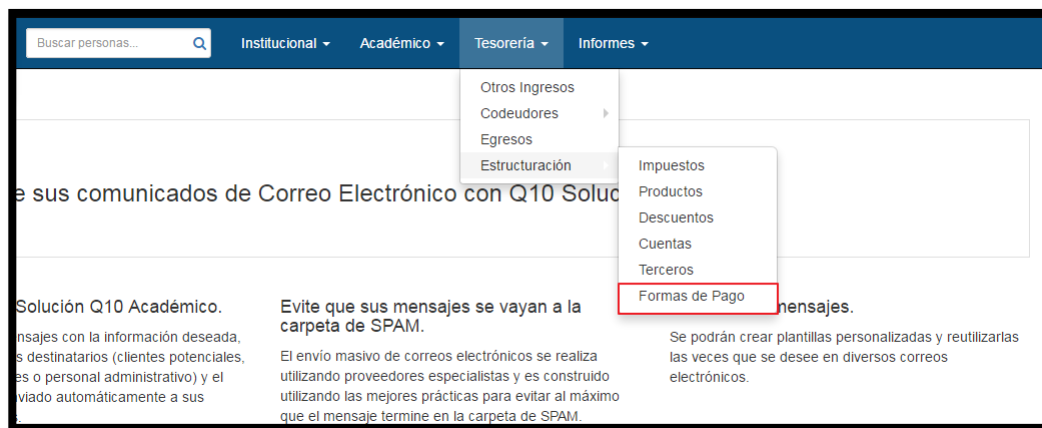 Buscar personas...
Institucional
Académico
Tesorería
Informes
Otros Ingresos
Codeudores
Egresos
Estructuración
Impuestos
Productos
Descuentos
Cuentas
Terceros
Formas de Pago
e sus comunicados de Correo Electrónico con Q10 Soluc
Solución Q10 Académico.
nsajes con la información deseada,
s destinatarios (clientes potenciales,
es o personal administrativo) y el
nviado automáticamente a sus
s.
Evite que sus mensajes se vayan a la
carpeta de SPAM.
El envío masivo de correos electrónicos se realiza
utilizando proveedores especialistas y es construido
utilizando las mejores prácticas para evitar al máximo
que el mensaje termine en la carpeta de SPAM.
mensajes.
Se podrán crear plantillas personalizadas y reutilizarlas
las veces que se desee en diversos correos
electrónicos.